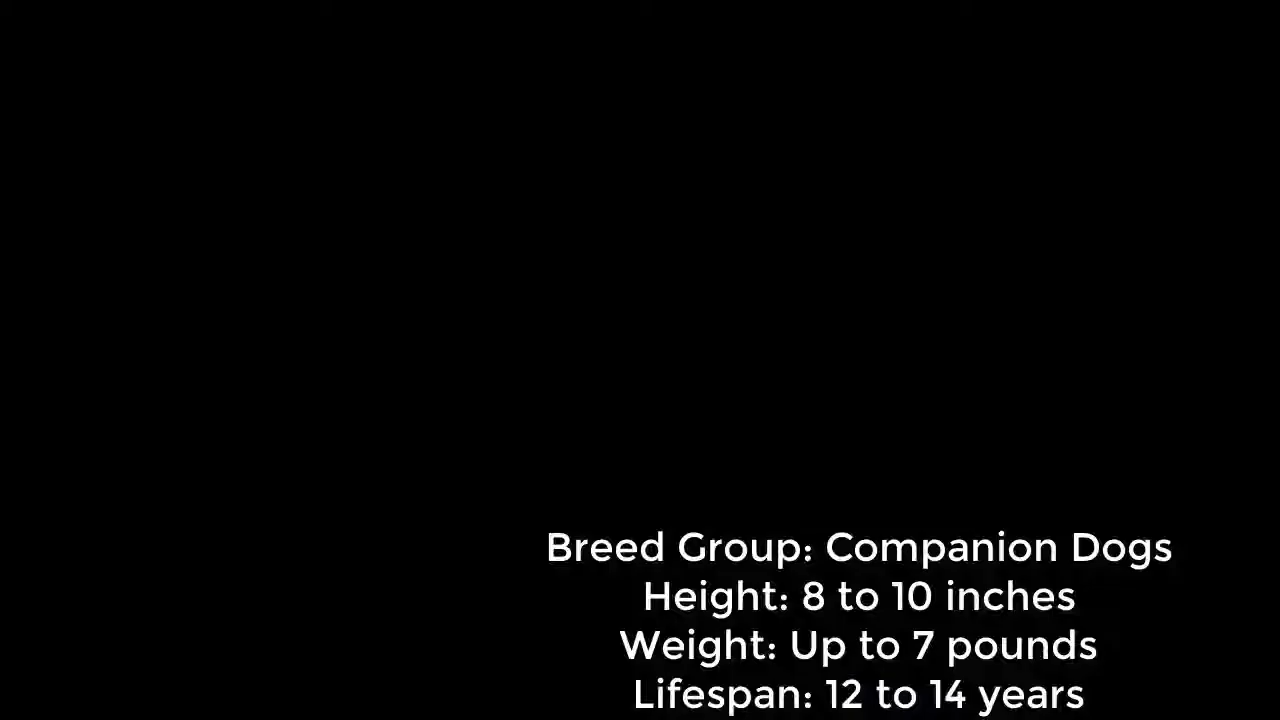 Breed Group: Companion Dogs
Height: 8 to 10 inches
Weight: Up to 7 pounds
Lifespan: 12 to 14 years